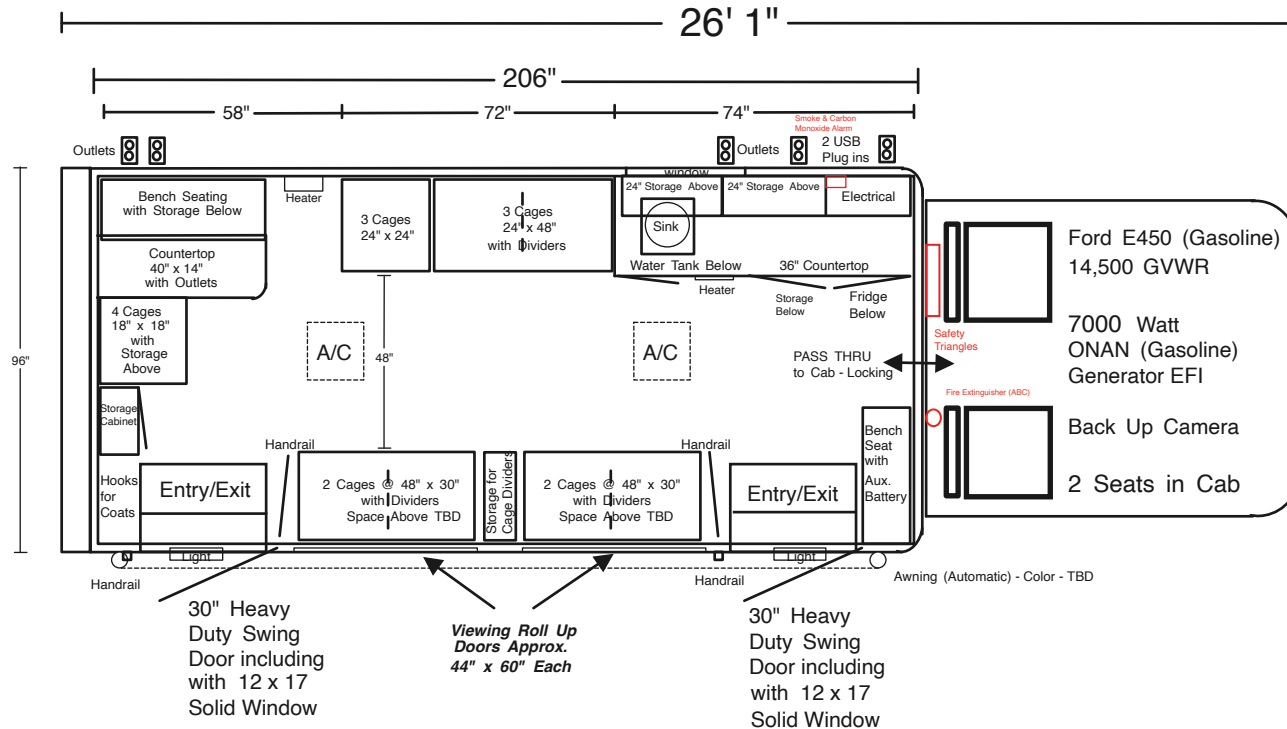 26' 1"
206"
58"
72"
74"
Smoke & Carbon
Monoxide Alarm
Outlets
Outlets
2 USB
Plug ins
window
Bench Seating
with Storage Below
Heater
3 Cages
24" x 24"
3 Cages
24" x 48"
with Dividers
24" Storage Above
24" Storage Above
Electrical
Sink
Countertop
40" x 14"
with Outlets
Water Tank Below
36" Countertop
Heater
Storage
Below
Fridge
Below
4 Cages
18" x 18"
with
Storage
Above
96"
A/C
48"
A/C
PASS THRU
to Cab - Locking
Safety
Triangles
Ford E450 (Gasoline)
14,500 GVWR
7000 Watt
ONAN (Gasoline)
Generator EFI
Fire Extinguisher (ABC)
Back Up Camera
2 Seats in Cab
Storage
Cabinet
Handrail
Handrail
Bench
Seat with
Aux.
Battery
Hooks
for
Coats
Entry/Exit
2 Cages @ 48" x 30"
with Dividers
Space Above TBD
Storage for
Cage Dividers
2 Cages @ 48" x 30"
with Dividers
Space Above TBD
Entry/Exit
Light
Light
Handrail
Handrail
Awning (Automatic) - Color - TBD
30" Heavy
Duty Swing
Door including
with 12 x 17
Solid Window
Viewing Roll Up
Doors Approx.
44" x 60" Each
30" Heavy
Duty Swing
Door including
with 12 x 17
Solid Window